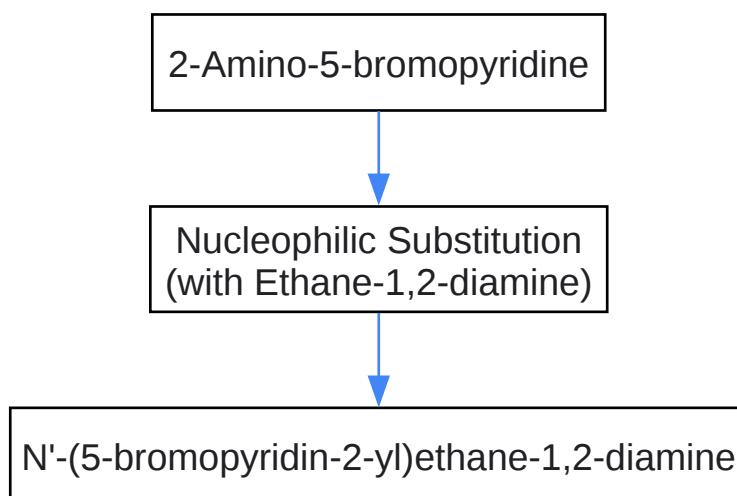 2-Amino-5-bromopyridine
Nucleophilic Substitution
(with Ethane-1,2-diamine)
N'-(5-bromopyridin-2-yl)ethane-1,2-diamine